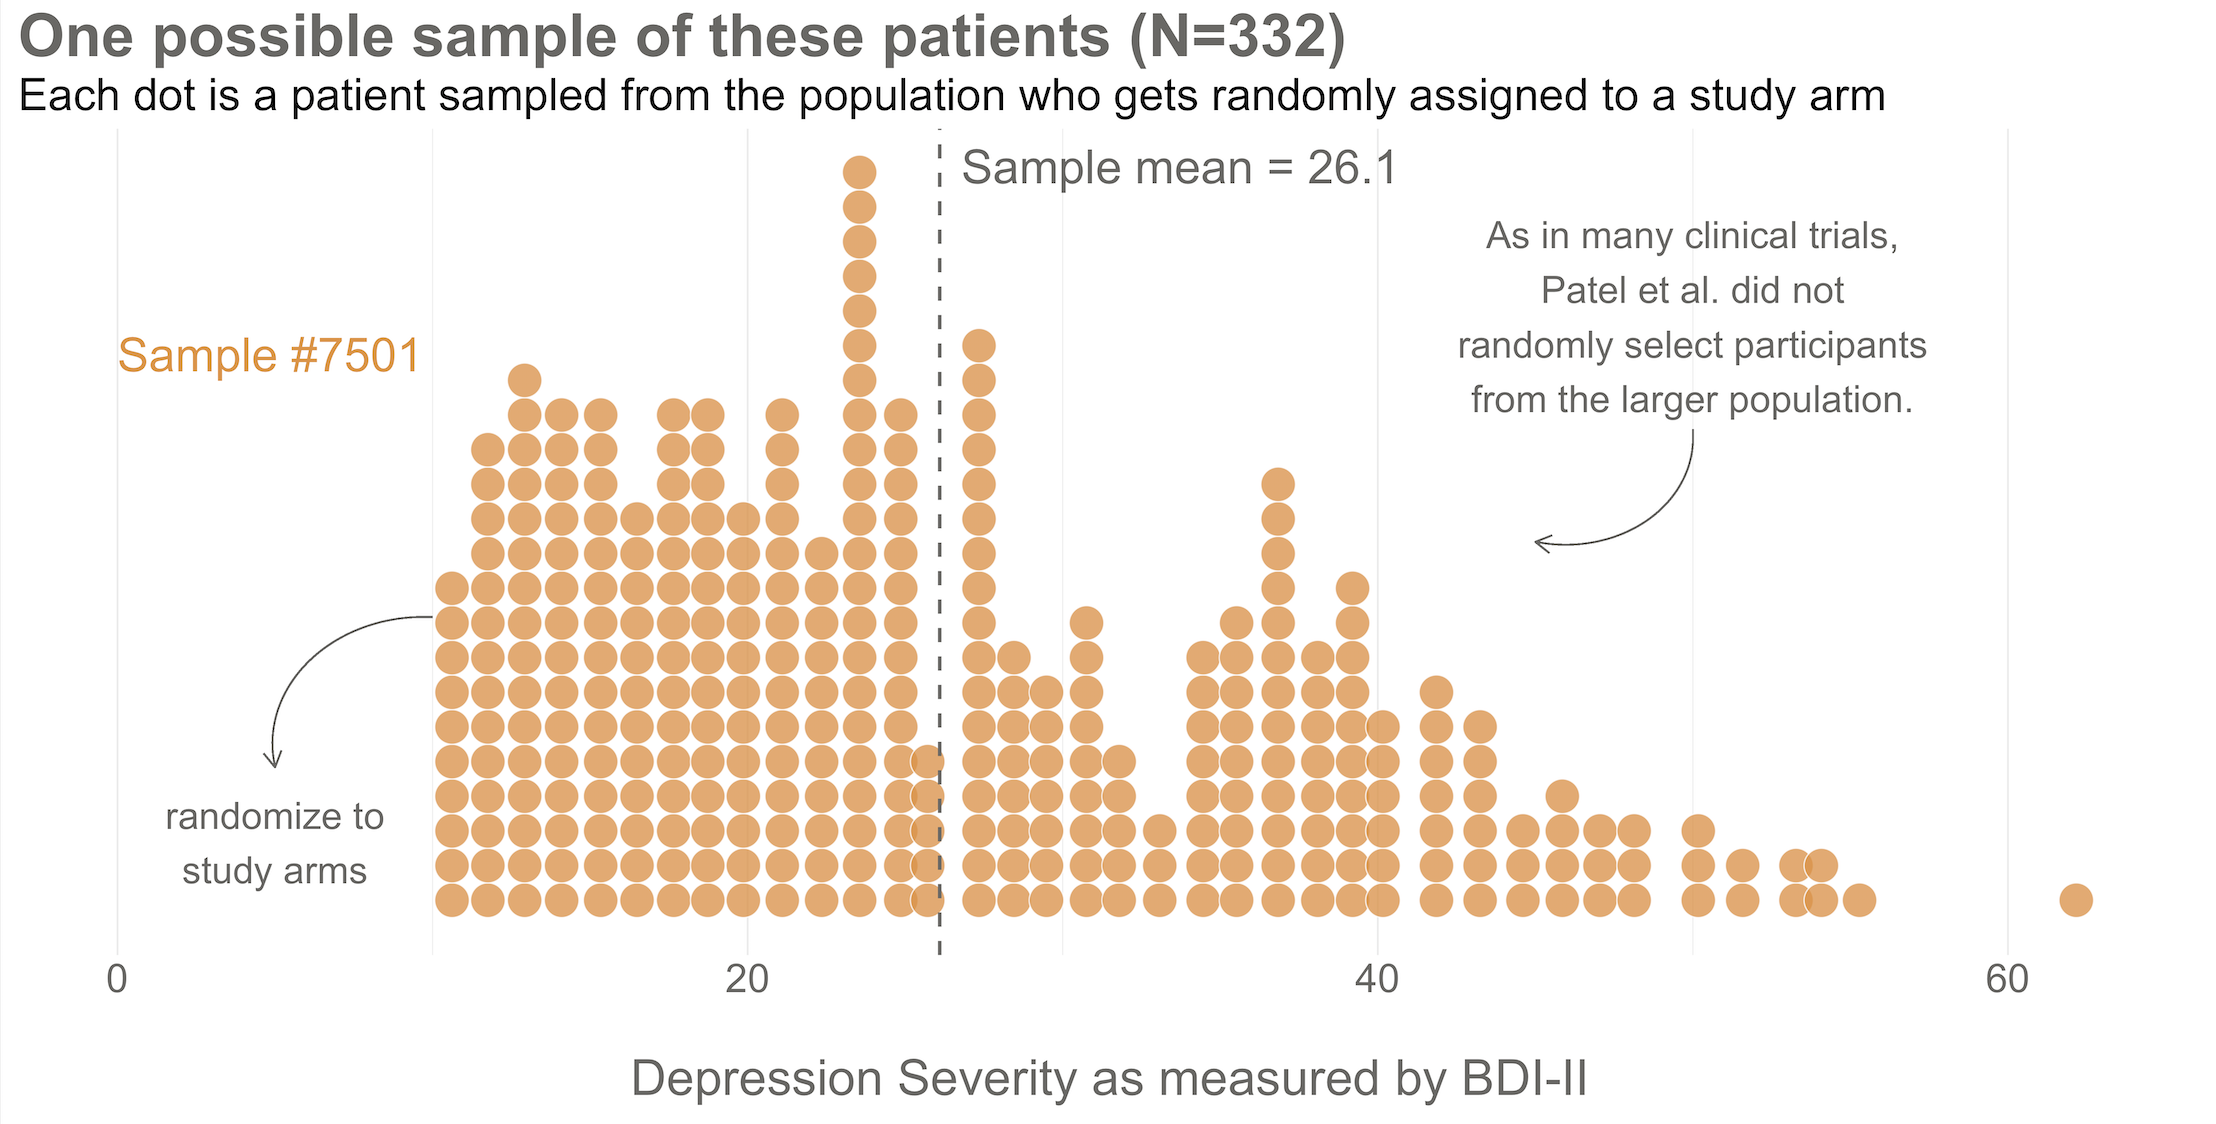 One possible sample of these patients (N=332)
Each dot is a patient sampled from the population who gets randomly assigned to a study arm
Sample mean = 26.1
As in many clinical trials,
Patel et al. did not
randomly select participants
from the larger population.
Sample #7501
randomize to
study arms
0
20
40
60
Depression Severity as measured by BDI-II